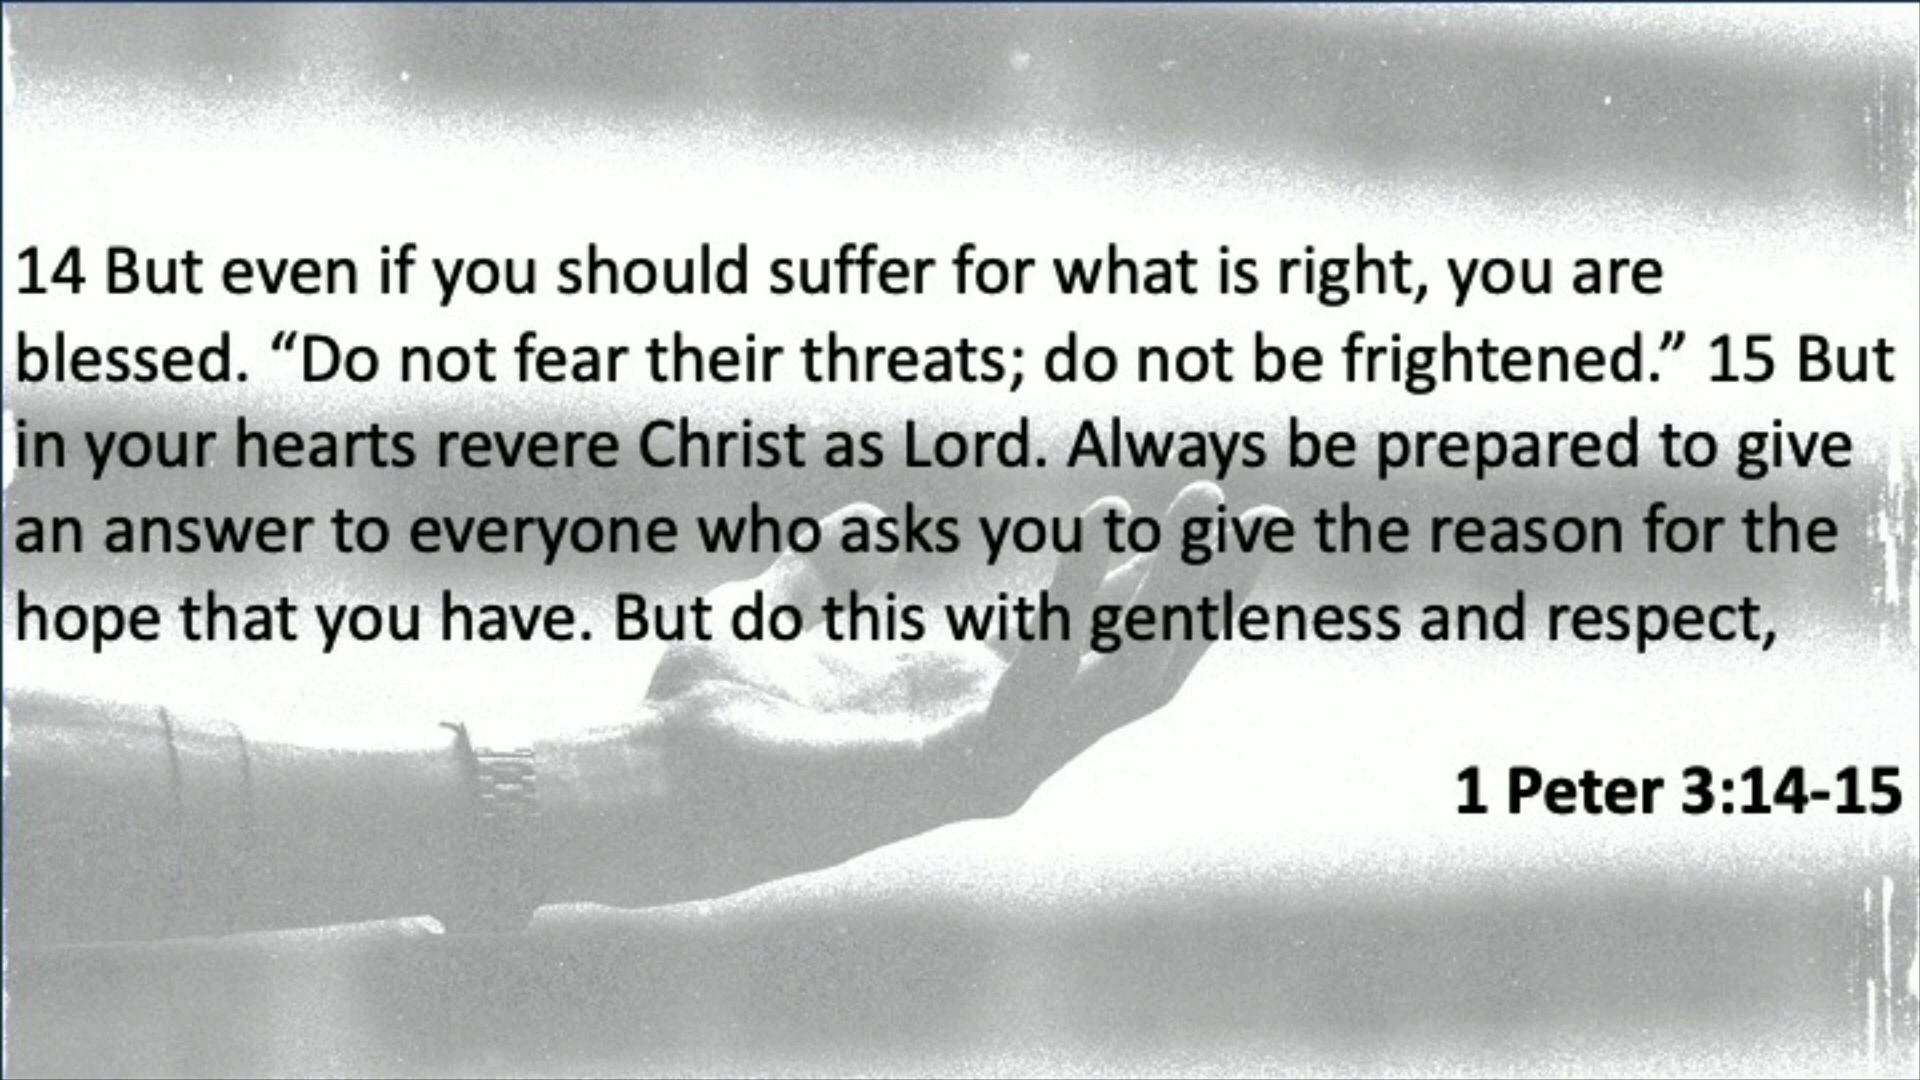 14 But even if you should suffer for what is right, you are
blessed. “Do not fear their threats; do not be frightened.” 15 But
in your hearts revere Christ as Lord. Always be prepared to give
an answer to everyone who asks you to give the reason for the
hope that you have. But do this with gentleness and respect,
1 Peter 3:14-15